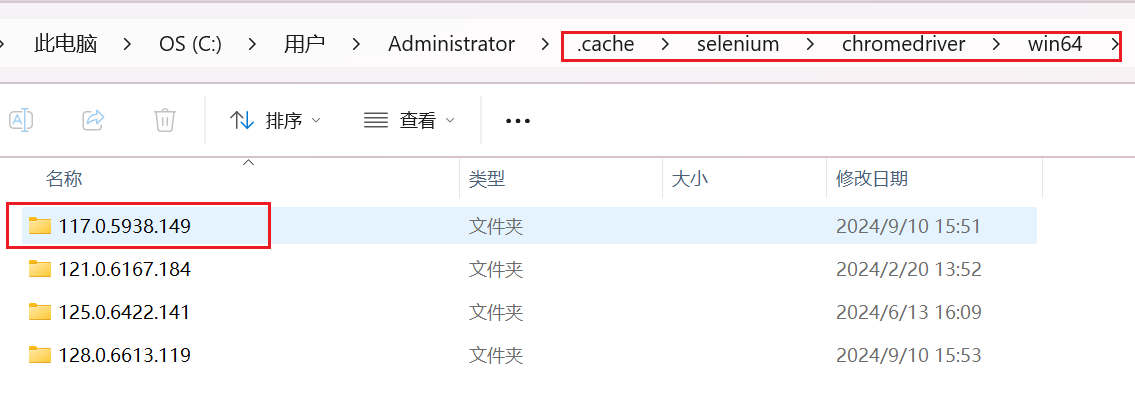 此电脑 > OS (C:) > 用户 > Administrator > .cache > selenium > chromedriver > win64 >
排序 查看 ...
名称 类型 大小 修改日期
117.0.5938.149 文件夹 2024/9/10 15:51
121.0.6167.184 文件夹 2024/2/20 13:52
125.0.6422.141 文件夹 2024/6/13 16:09
128.0.6613.119 文件夹 2024/9/10 15:53